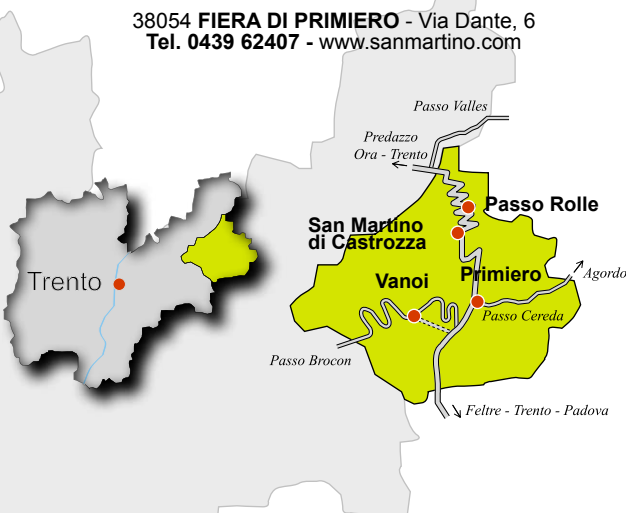 38054 FIERA DI PRIMIERO - Via Dante, 6
Tel. 0439 62407 - www.sanmartino.com
Passo Valles
Predazzo
Ora - Trento
Passo Rolle
San Martino
di Castrozza
Trento
Vanoi
Primiero
Agordo
Passo Cereda
Passo Brocon
Feltre - Trento - Padova